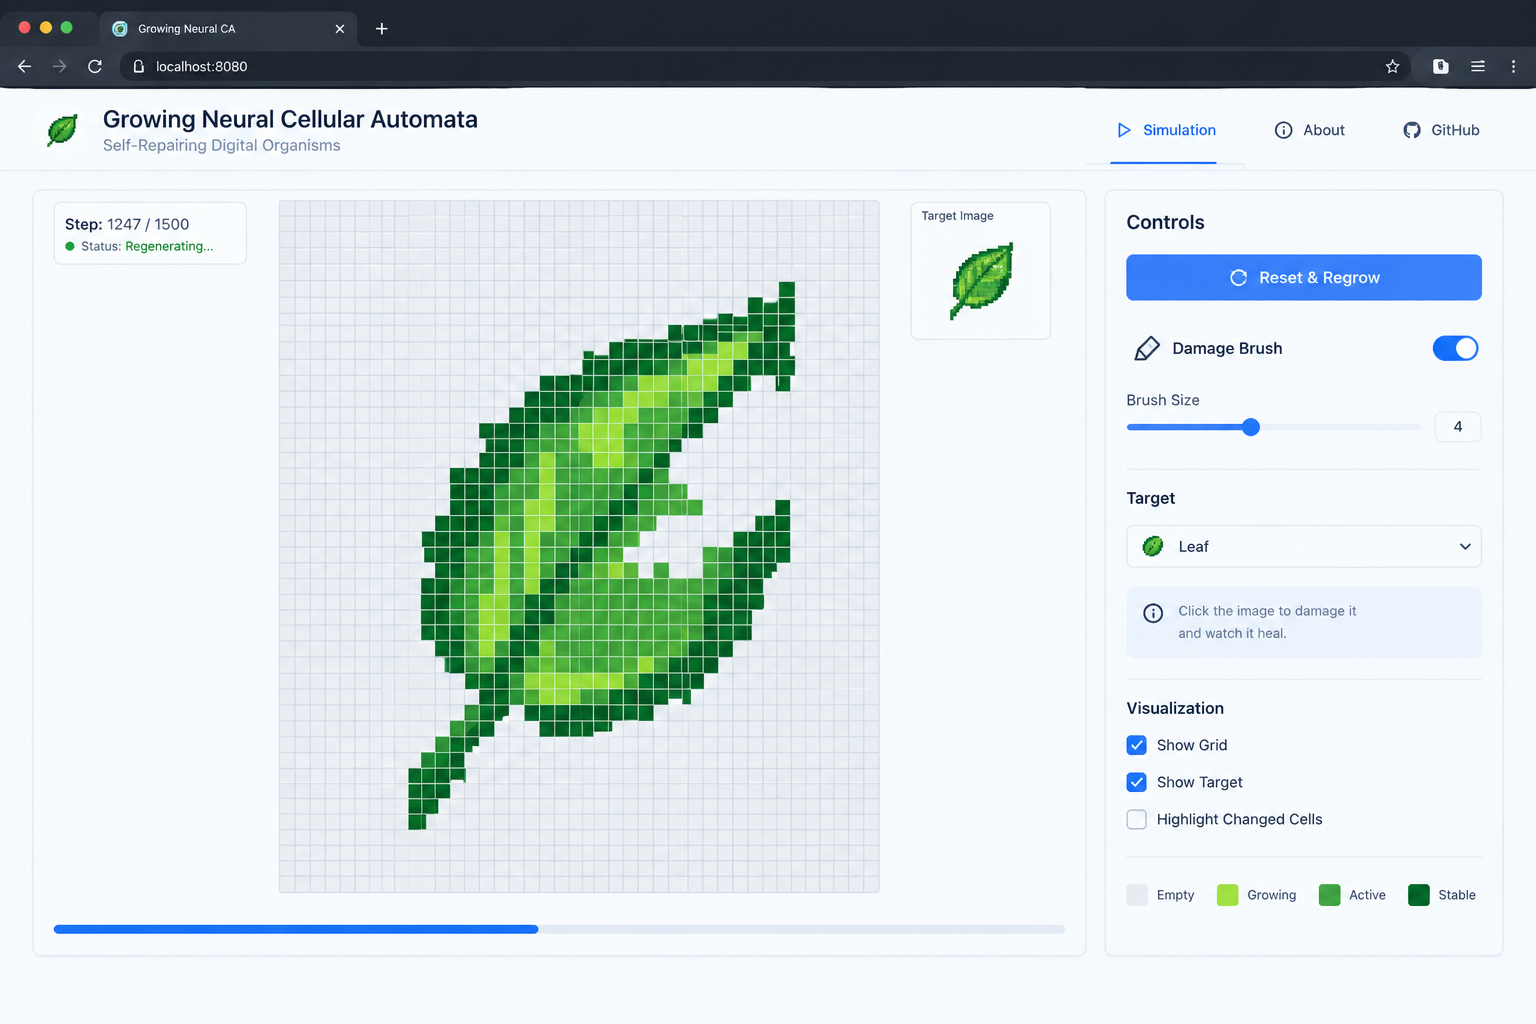 Growing Neural CA
localhost:8080
Growing Neural Cellular Automata
Self-Repairing Digital Organisms
Simulation
About
GitHub
Step: 1247 / 1500
Status: Regenerating...
Target Image
Controls
Reset & Regrow
Damage Brush
Brush Size
4
Target
Leaf
Click the image to damage it
and watch it heal.
Visualization
Show Grid
Show Target
Highlight Changed Cells
Empty
Growing
Active
Stable